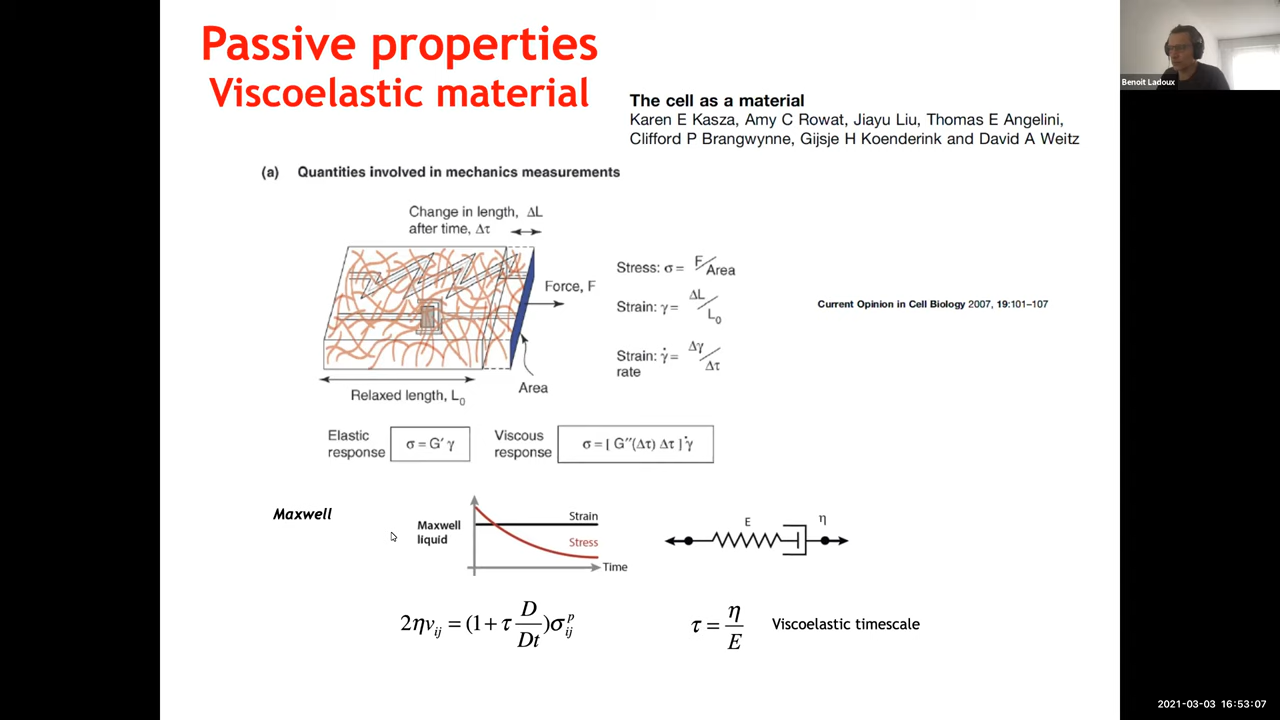 Passive properties
Viscoelastic material
Benoit Ladoux
The cell as a material
Karen E Kasza, Amy C Rowat, Jiayu Liu, Thomas E Angelini,
Clifford P Brangwynne, Gijsje H Koenderink and David A Weitz
(a) Quantities involved in mechanics measurements
Change in length, ΔL
after time, Δτ
Force, F
Area
Relaxed length, L₀
Stress: σ = F/Area
Strain: γ = ΔL/L₀
Strain: γ̇ = Δγ/Δτ
rate
Current Opinion in Cell Biology 2007, 19:101–107
Elastic
response
σ = G′ γ
Viscous
response
σ = [ G″(Δτ) Δτ ] γ̇
Maxwell
Maxwell
liquid
Strain
Stress
Time
E
η
2ηv_ij = (1 + τ D/Dt)σ_ij^p
τ = η/E
Viscoelastic timescale
2021-03-03 16:53:07